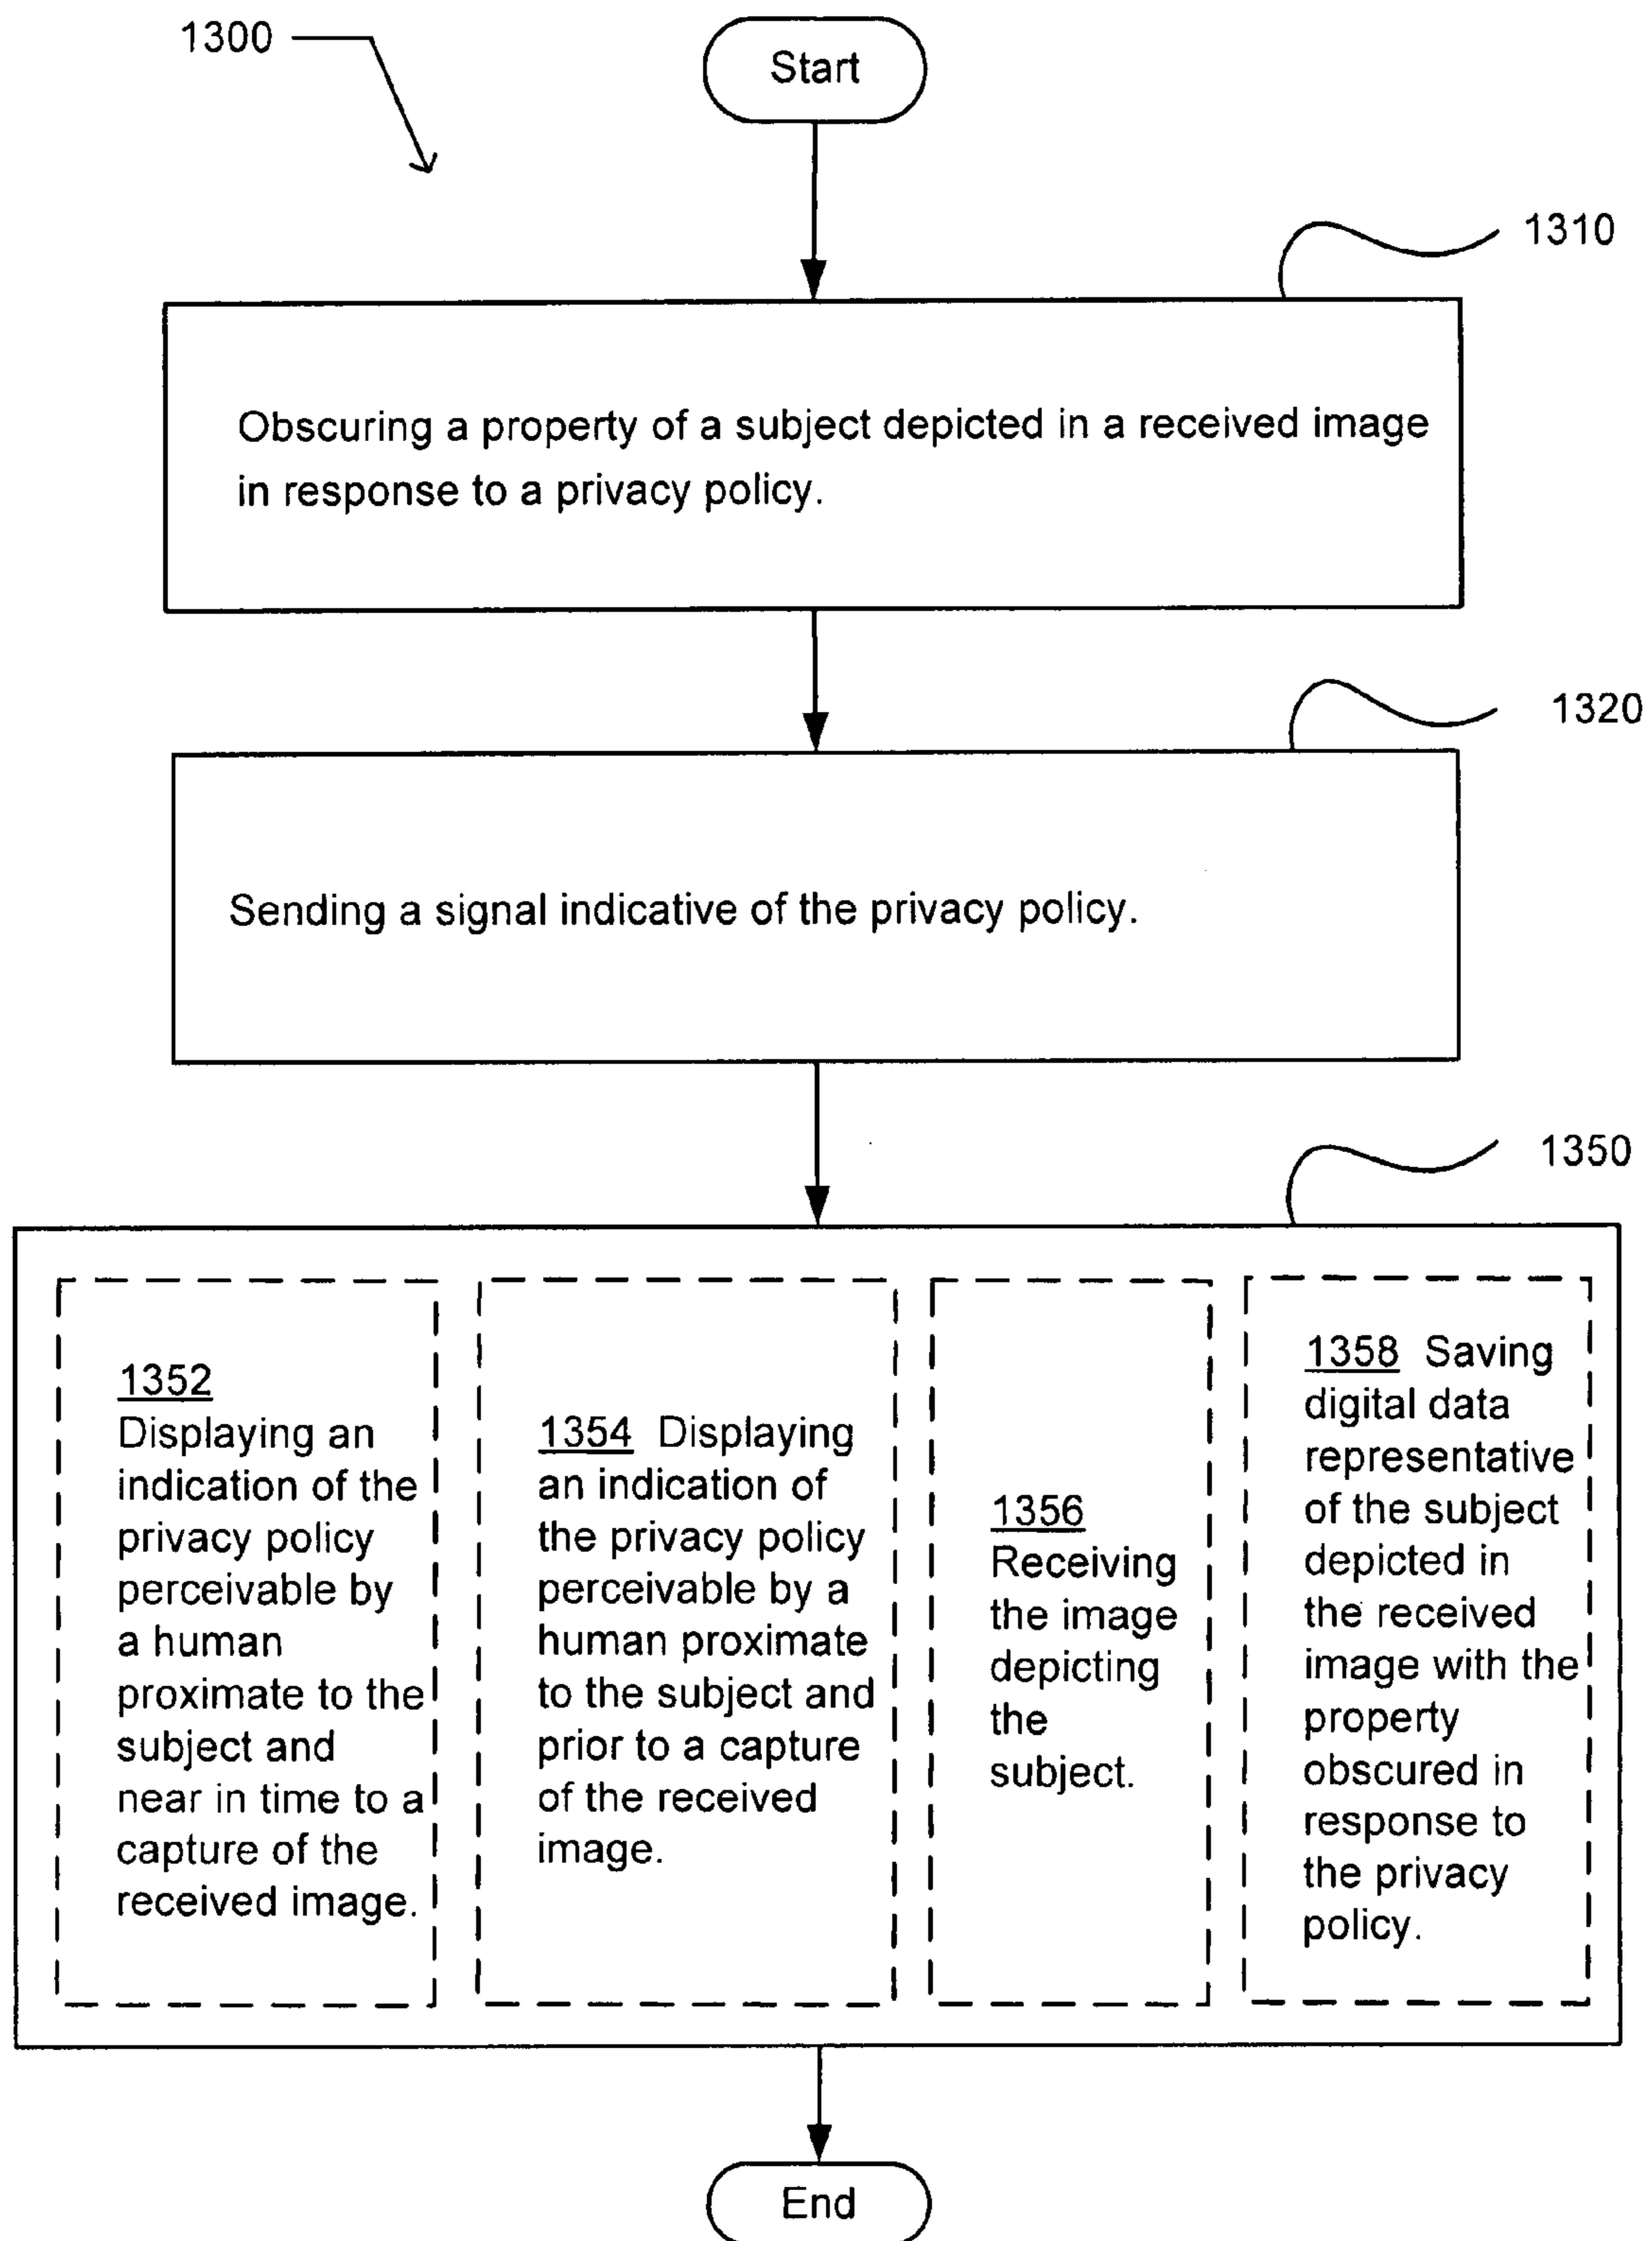 1300
Start
1310
Obscuring a property of a subject depicted in a received image
in response to a privacy policy.
1320
Sending a signal indicative of the privacy policy.
1350
1352
Displaying an
indication of the
privacy policy
perceivable by
a human
proximate to the
subject and
near in time to a
capture of the
received image.
1354 Displaying
an indication of
the privacy policy
perceivable by a
human proximate
to the subject and
prior to a capture
of the received
image.
1356
Receiving
the image
depicting
the
subject.
1358 Saving
digital data
representative
of the subject
depicted in
the received
image with the
property
obscured in
response to
the privacy
policy.
End